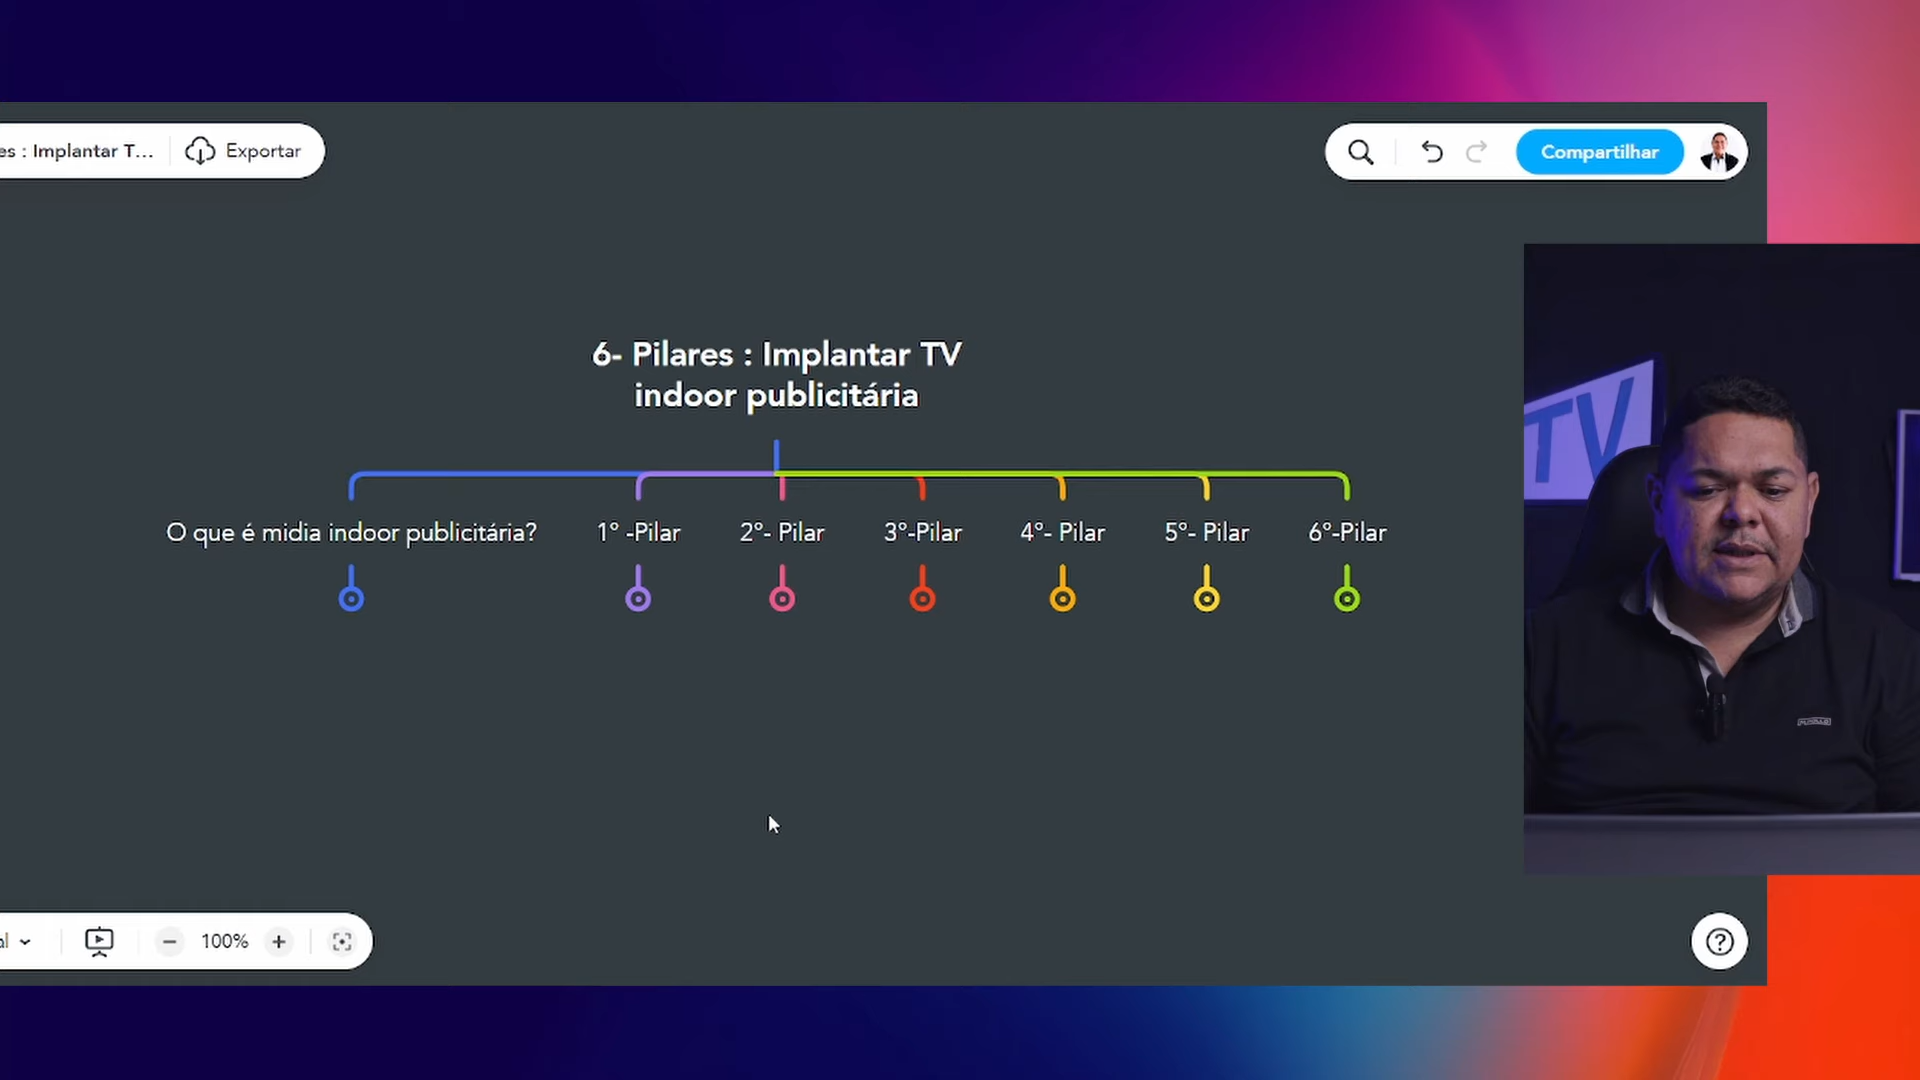 es : Implantar T...
Exportar
Compartilhar
6- Pilares : Implantar TV
indoor publicitária
O que é midia indoor publicitária?
1° -Pilar
2°- Pilar
3°-Pilar
4°- Pilar
5°- Pilar
6°-Pilar
TV
al
100%